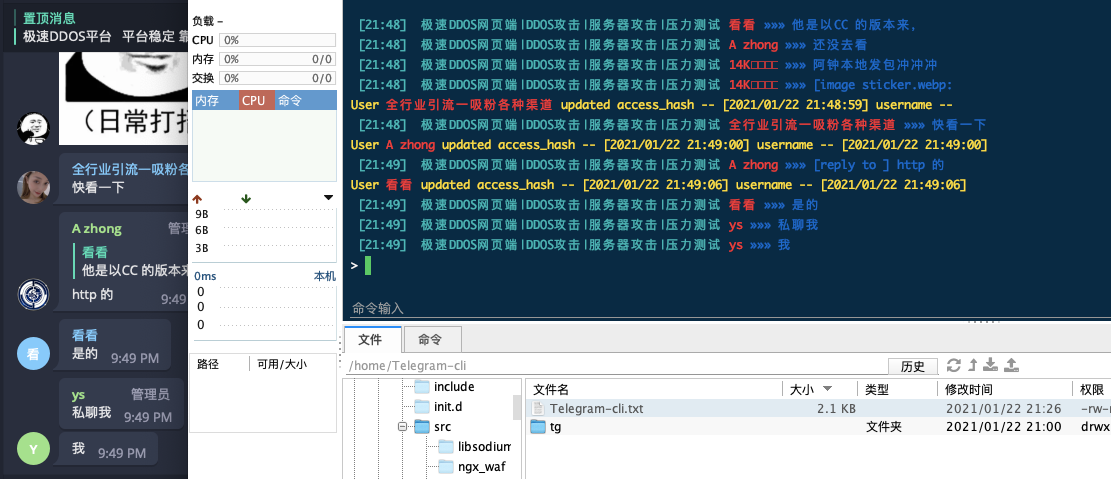 置顶消息
极速DDOS平台 平台稳定 靠
(日常打招
全行业引流一吸粉各
快看一下
A zhong 管理
看看
他是以CC 的版本来
http 的 9:49
看
看看
是的 9:49 PM
ys 管理员
私聊我 9:49 PM
Y
我 9:49 PM
负载 –
CPU 0%
内存 0% 0/0
交换 0% 0/0
内存 CPU 命令
9B
6B
3B
0ms 本机
0
0
0
路径 可用/大小
[21:48] 极速DDOS网页端|DDOS攻击|服务器攻击|压力测试 看看 »»» 他是以CC 的版本来,
[21:48] 极速DDOS网页端|DDOS攻击|服务器攻击|压力测试 A zhong »»» 还没去看
[21:48] 极速DDOS网页端|DDOS攻击|服务器攻击|压力测试 14K□□□□ »»» 阿钟本地发包冲冲冲
[21:48] 极速DDOS网页端|DDOS攻击|服务器攻击|压力测试 14K□□□□ »»» [image sticker.webp:
User 全行业引流一吸粉各种渠道 updated access_hash -- [2021/01/22 21:48:59] username --
[21:48] 极速DDOS网页端|DDOS攻击|服务器攻击|压力测试 全行业引流一吸粉各种渠道 »»» 快看一下
User A zhong updated access_hash -- [2021/01/22 21:49:00] username -- [2021/01/22 21:49:00]
[21:49] 极速DDOS网页端|DDOS攻击|服务器攻击|压力测试 A zhong »»» [reply to ] http 的
User 看看 updated access_hash -- [2021/01/22 21:49:06] username -- [2021/01/22 21:49:06]
[21:49] 极速DDOS网页端|DDOS攻击|服务器攻击|压力测试 看看 »»» 是的
[21:49] 极速DDOS网页端|DDOS攻击|服务器攻击|压力测试 ys »»» 私聊我
[21:49] 极速DDOS网页端|DDOS攻击|服务器攻击|压力测试 ys »»» 我
>
命令输入
文件 命令
/home/Telegram-cli 历史
include
init.d
src
libsodium
ngx_waf
文件名 大小 类型 修改时间 权限
Telegram-cli.txt 2.1 KB 2021/01/22 21:26 -rw-r
tg 文件夹 2021/01/22 21:00 drwx